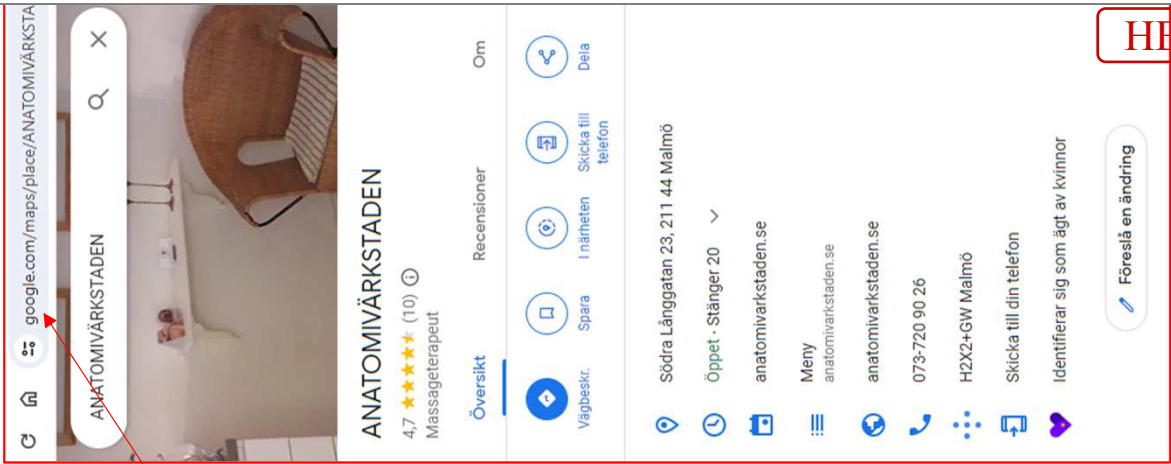 google.com/maps/place/ANATOMIVÄRKSTA
ANATOMIVÄRKSTADEN
ANATOMIVÄRKSTADEN
4,7 (10)
Massageterapeut
Översikt Recensioner Om
Vägbeskr. Spara I närheten Skicka till telefon Dela
Södra Långgatan 23, 211 44 Malmö
Öppet · Stänger 20
anatomivarkstaden.se
Meny
anatomivarkstaden.se
anatomivarkstaden.se
073-720 90 26
H2X2+GW Malmö
Skicka till din telefon
Identifierar sig som ägt av kvinnor
Föreslå en ändring